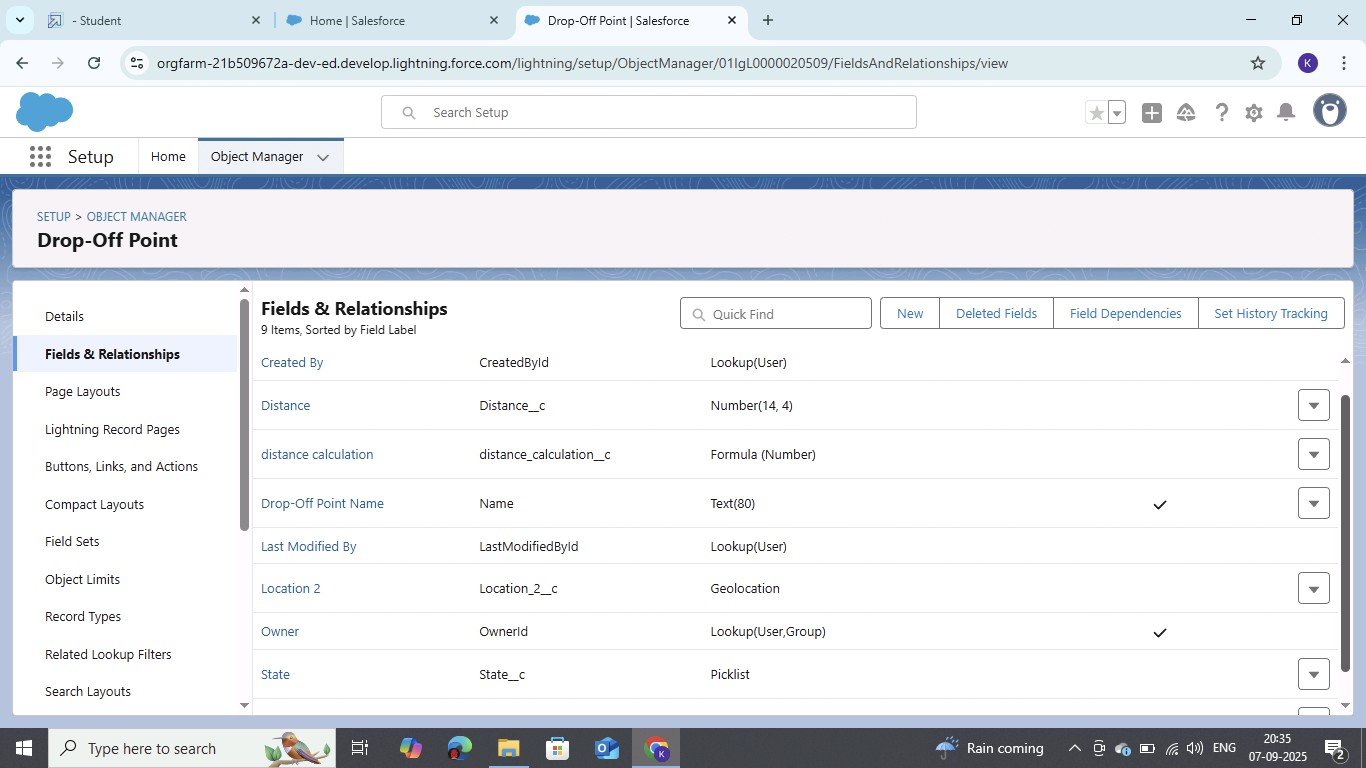 - Student
Home | Salesforce
Drop-Off Point | Salesforce
orgfarm-21b509672a-dev-ed.develop.lightning.force.com/lightning/setup/ObjectManager/01IgL0000020509/FieldsAndRelationships/view
K
Search Setup
Setup
Home
Object Manager
SETUP > OBJECT MANAGER
Drop-Off Point
Details
Fields & Relationships
Page Layouts
Lightning Record Pages
Buttons, Links, and Actions
Compact Layouts
Field Sets
Object Limits
Record Types
Related Lookup Filters
Search Layouts
Fields & Relationships
9 Items, Sorted by Field Label
Quick Find
New
Deleted Fields
Field Dependencies
Set History Tracking
Created By CreatedById Lookup(User)
Distance Distance__c Number(14, 4)
distance calculation distance_calculation__c Formula (Number)
Drop-Off Point Name Name Text(80)
Last Modified By LastModifiedById Lookup(User)
Location 2 Location_2__c Geolocation
Owner OwnerId Lookup(User,Group)
State State__c Picklist
Type here to search
K
Rain coming
ENG
20:35
07-09-2025
2